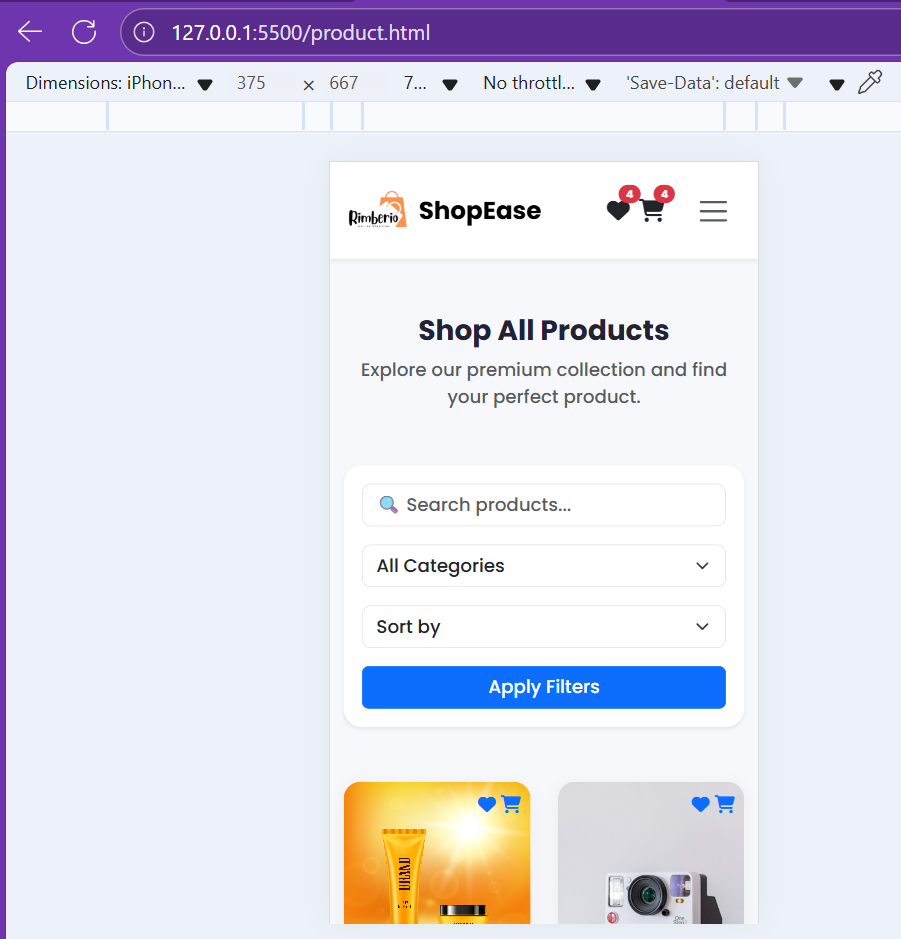 127.0.0.1:5500/product.html
Dimensions: iPhon... 375 x 667 7... No throttl... 'Save-Data': default
Rimberio ShopEase 4 4
Shop All Products
Explore our premium collection and find
your perfect product.
🔍 Search products...
All Categories
Sort by
Apply Filters
BRAND